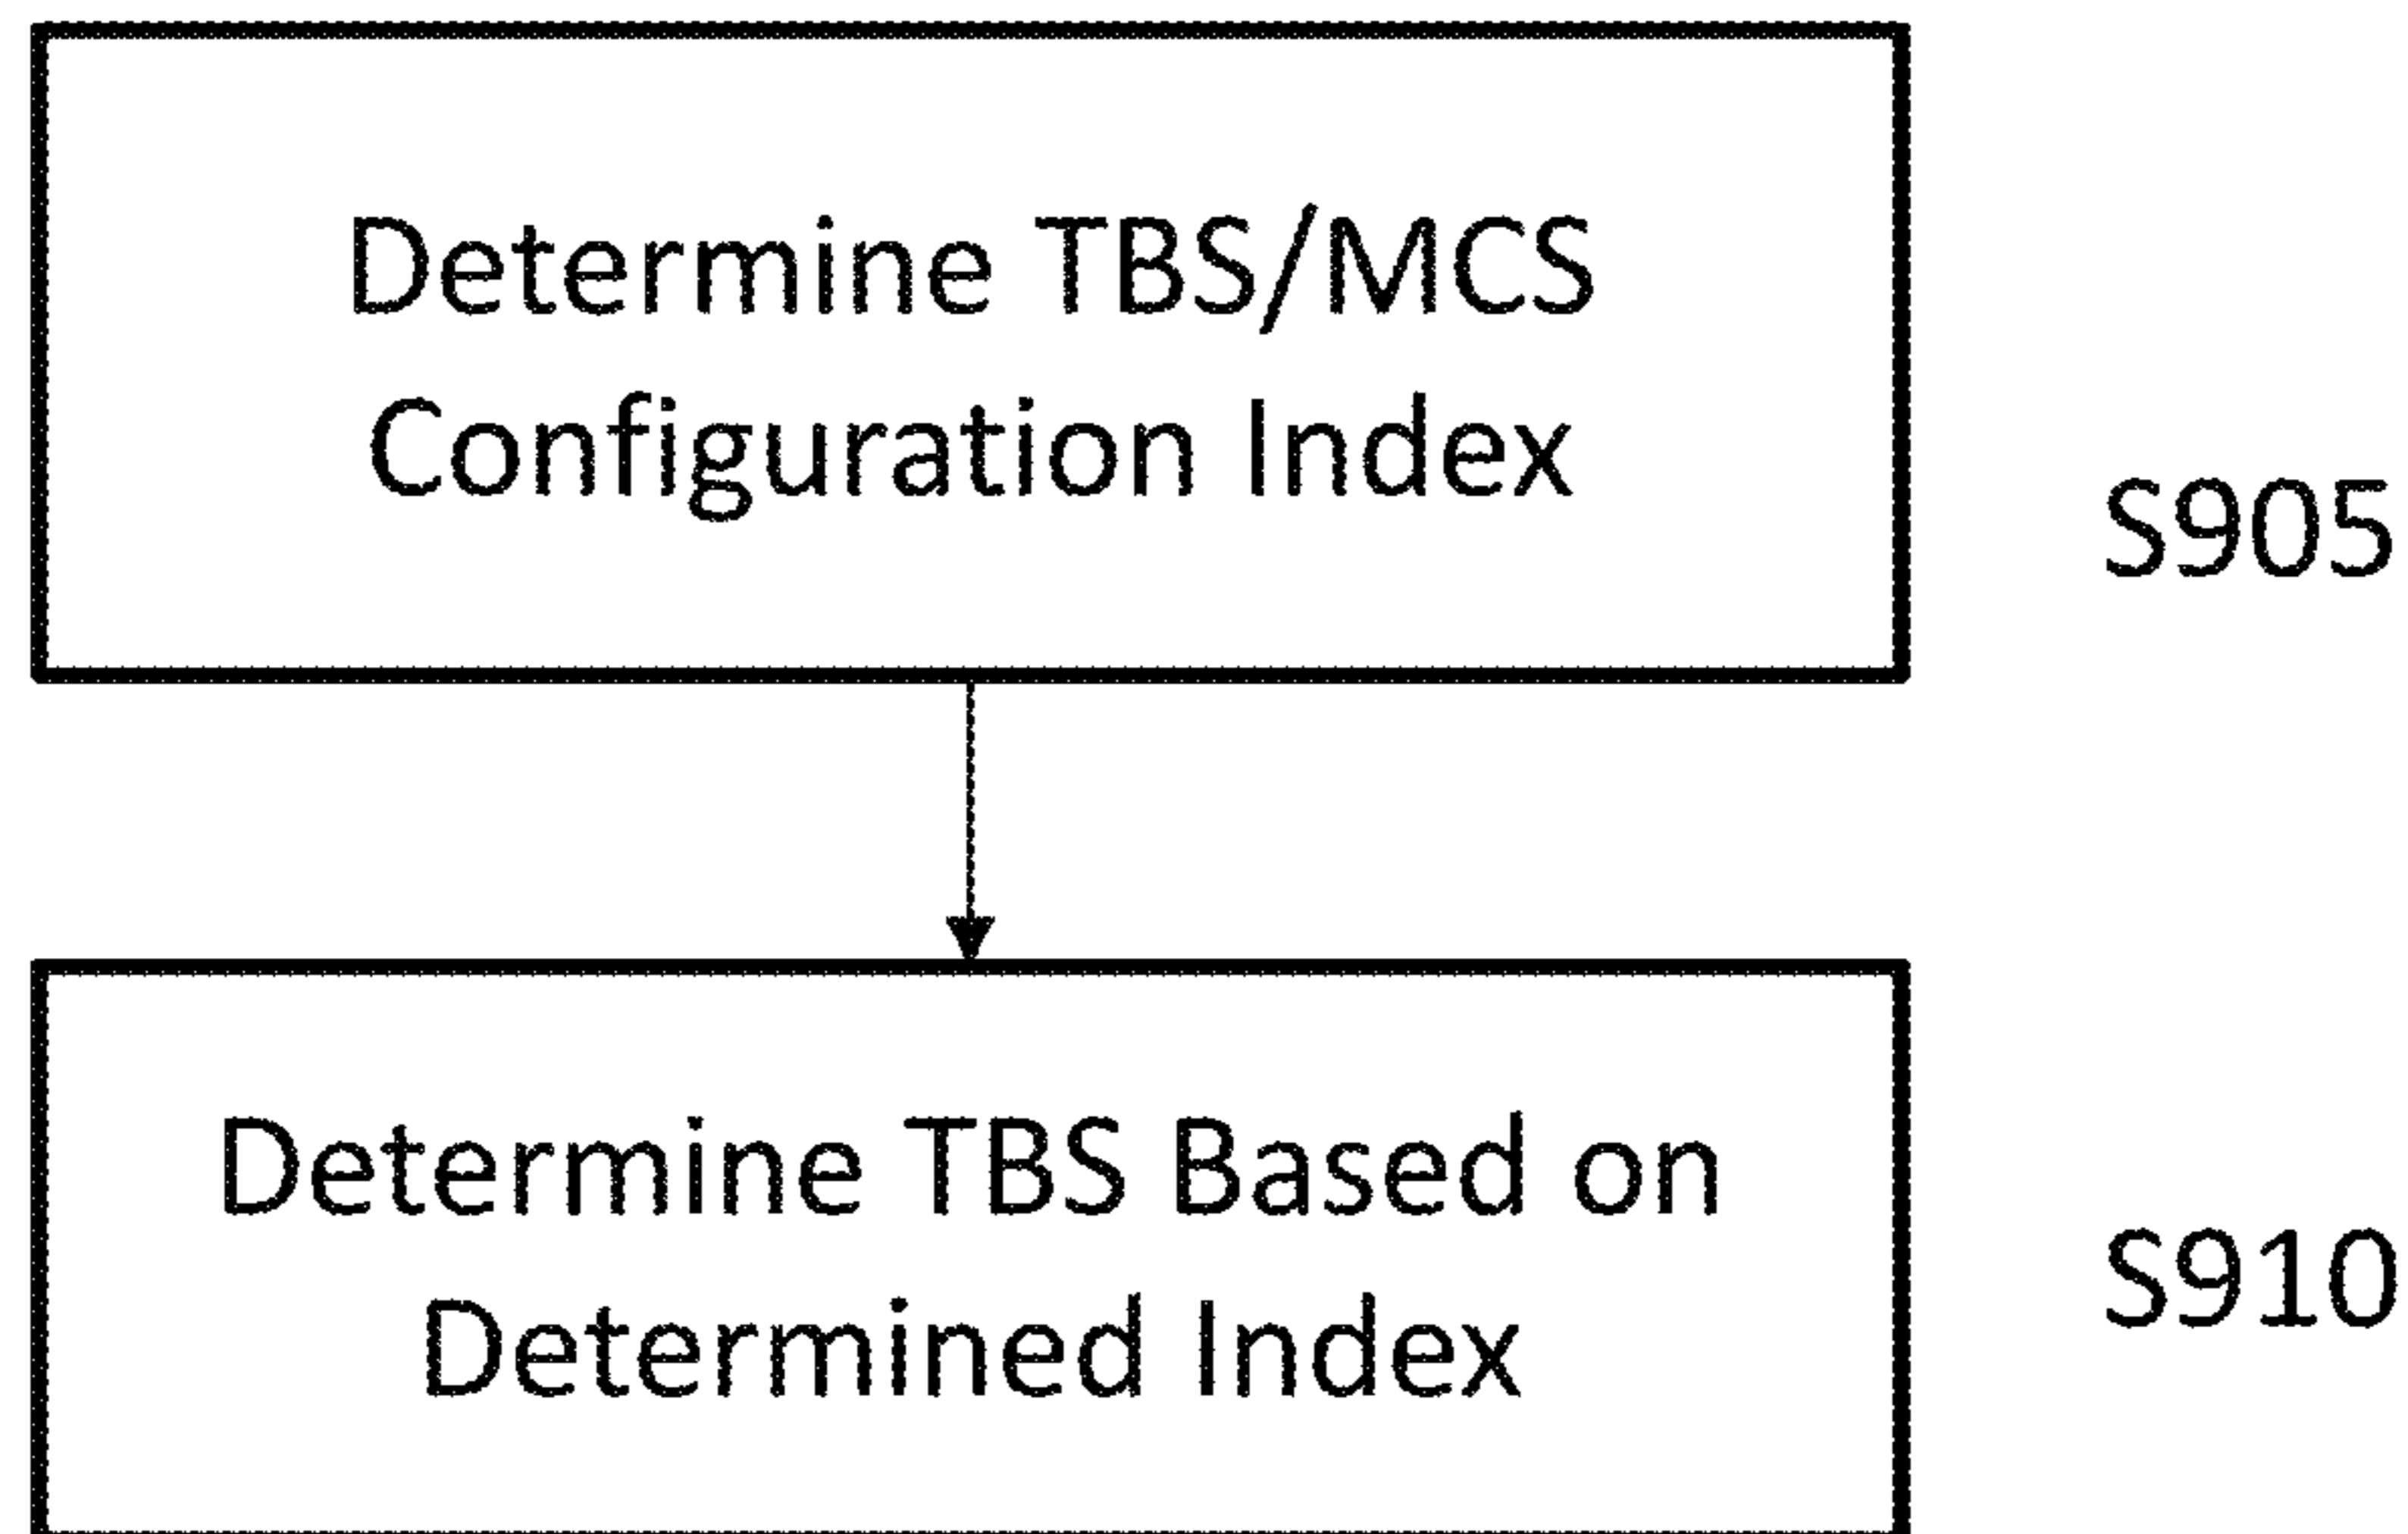 Determine TBS/MCS
Configuration Index
S905
Determine TBS Based on
Determined Index
S910